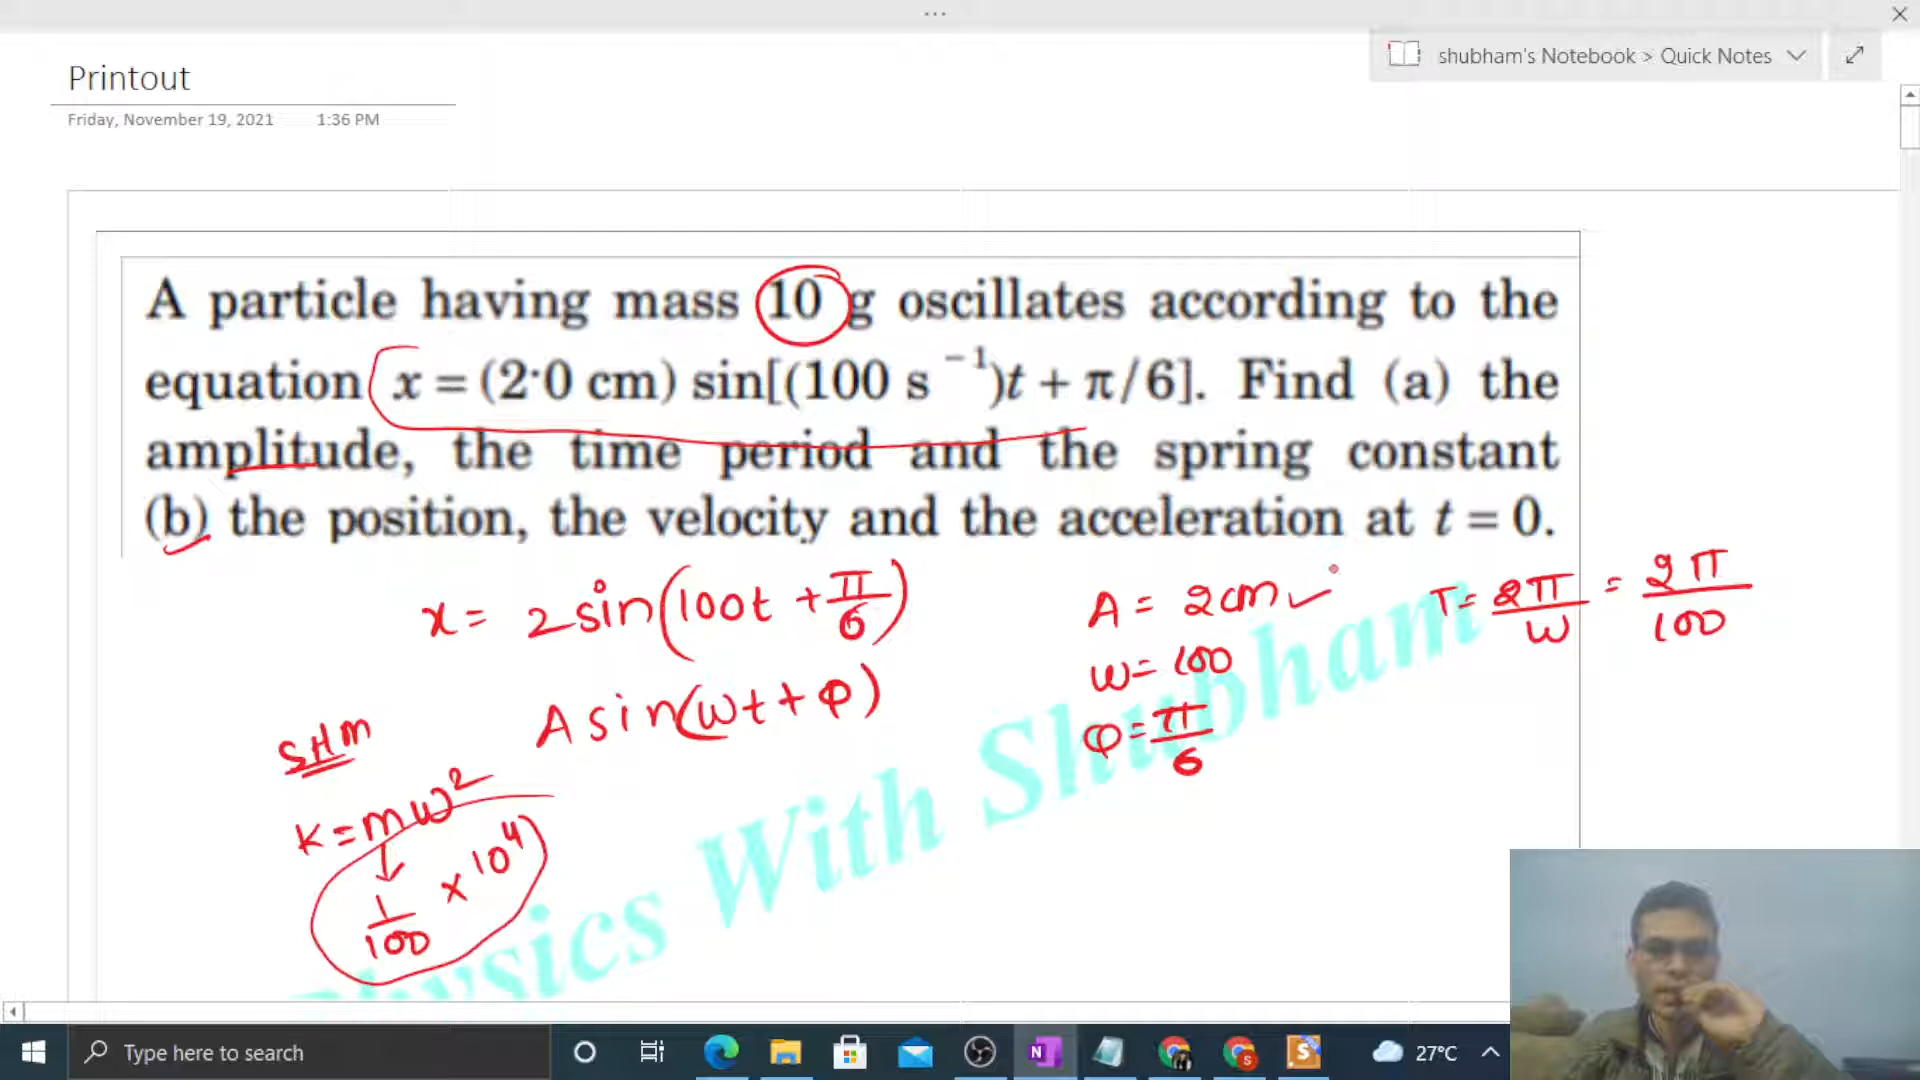 shubham's Notebook > Quick Notes
Printout
Friday, November 19, 2021 1:36 PM
A particle having mass 10 g oscillates according to the
equation x = (2·0 cm) sin[(100 s⁻¹)t + π/6]. Find (a) the
amplitude, the time period and the spring constant
(b) the position, the velocity and the acceleration at t = 0.
x = 2 sin(100t + π/6)
A sin(ωt + φ)
A = 2cm
ω = 100
φ = π/6
T = 2π/ω = 2π/100
SHM
K = mω²
1/100 × 10⁴
Physics With Shubham
Type here to search
27°C